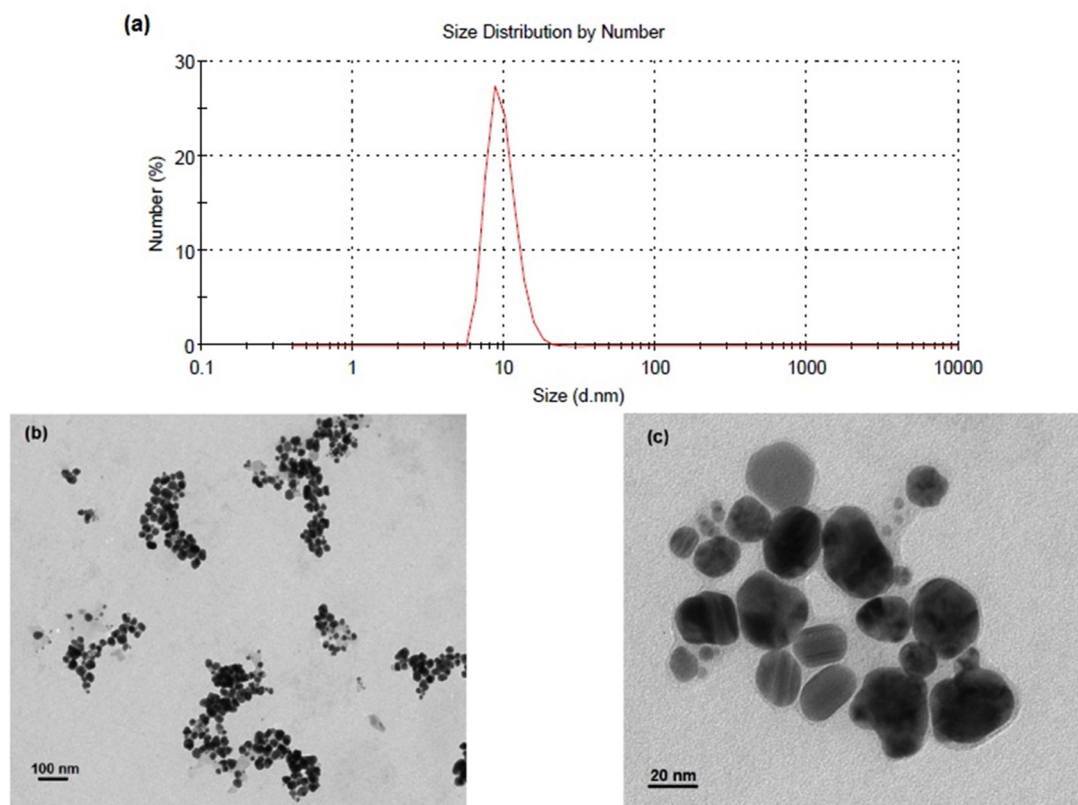 (a)
Size Distribution by Number
30
20
10
0
Number (%)
0.1 1 10 100 1000 10000
Size (d.nm)
(b)
100 nm
(c)
20 nm